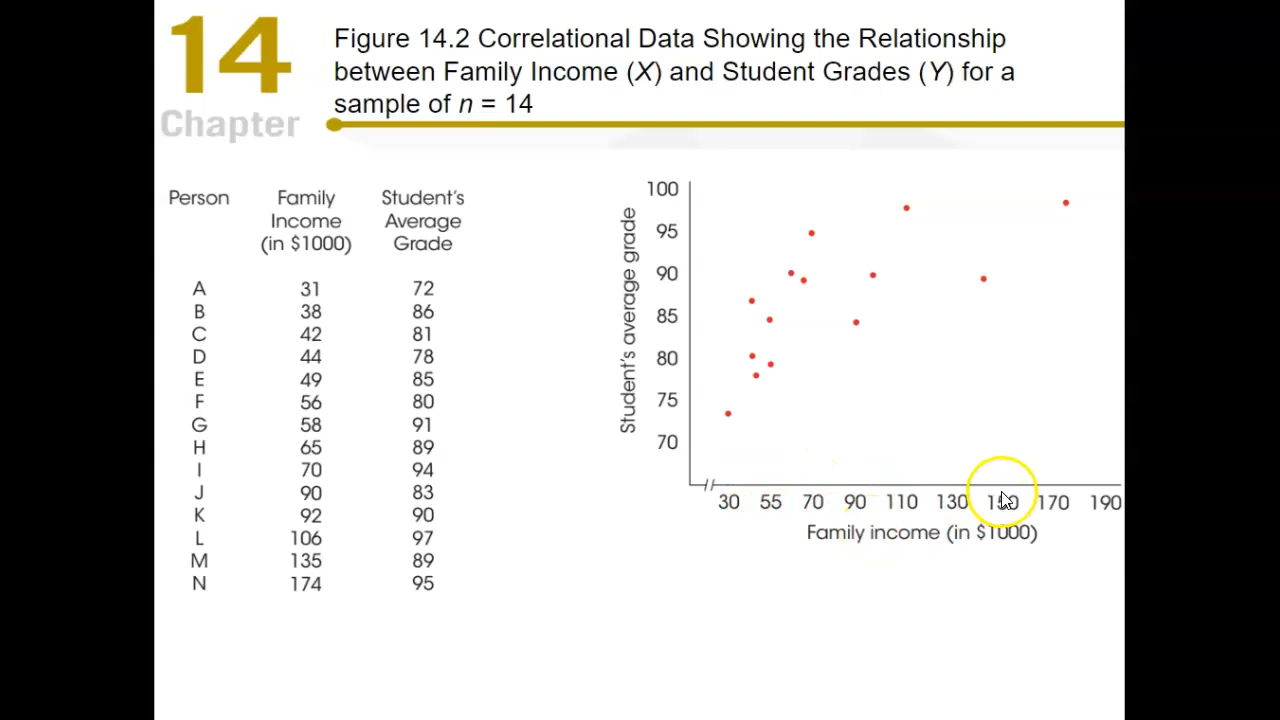 14
Chapter
Figure 14.2 Correlational Data Showing the Relationship
between Family Income (X) and Student Grades (Y) for a
sample of n = 14
Person Family Income (in $1000) Student's Average Grade
A 31 72
B 38 86
C 42 81
D 44 78
E 49 85
F 56 80
G 58 91
H 65 89
I 70 94
J 90 83
K 92 90
L 106 97
M 135 89
N 174 95
Student's average grade
100
95
90
85
80
75
70
30 55 70 90 110 130 150 170 190
Family income (in $1000)